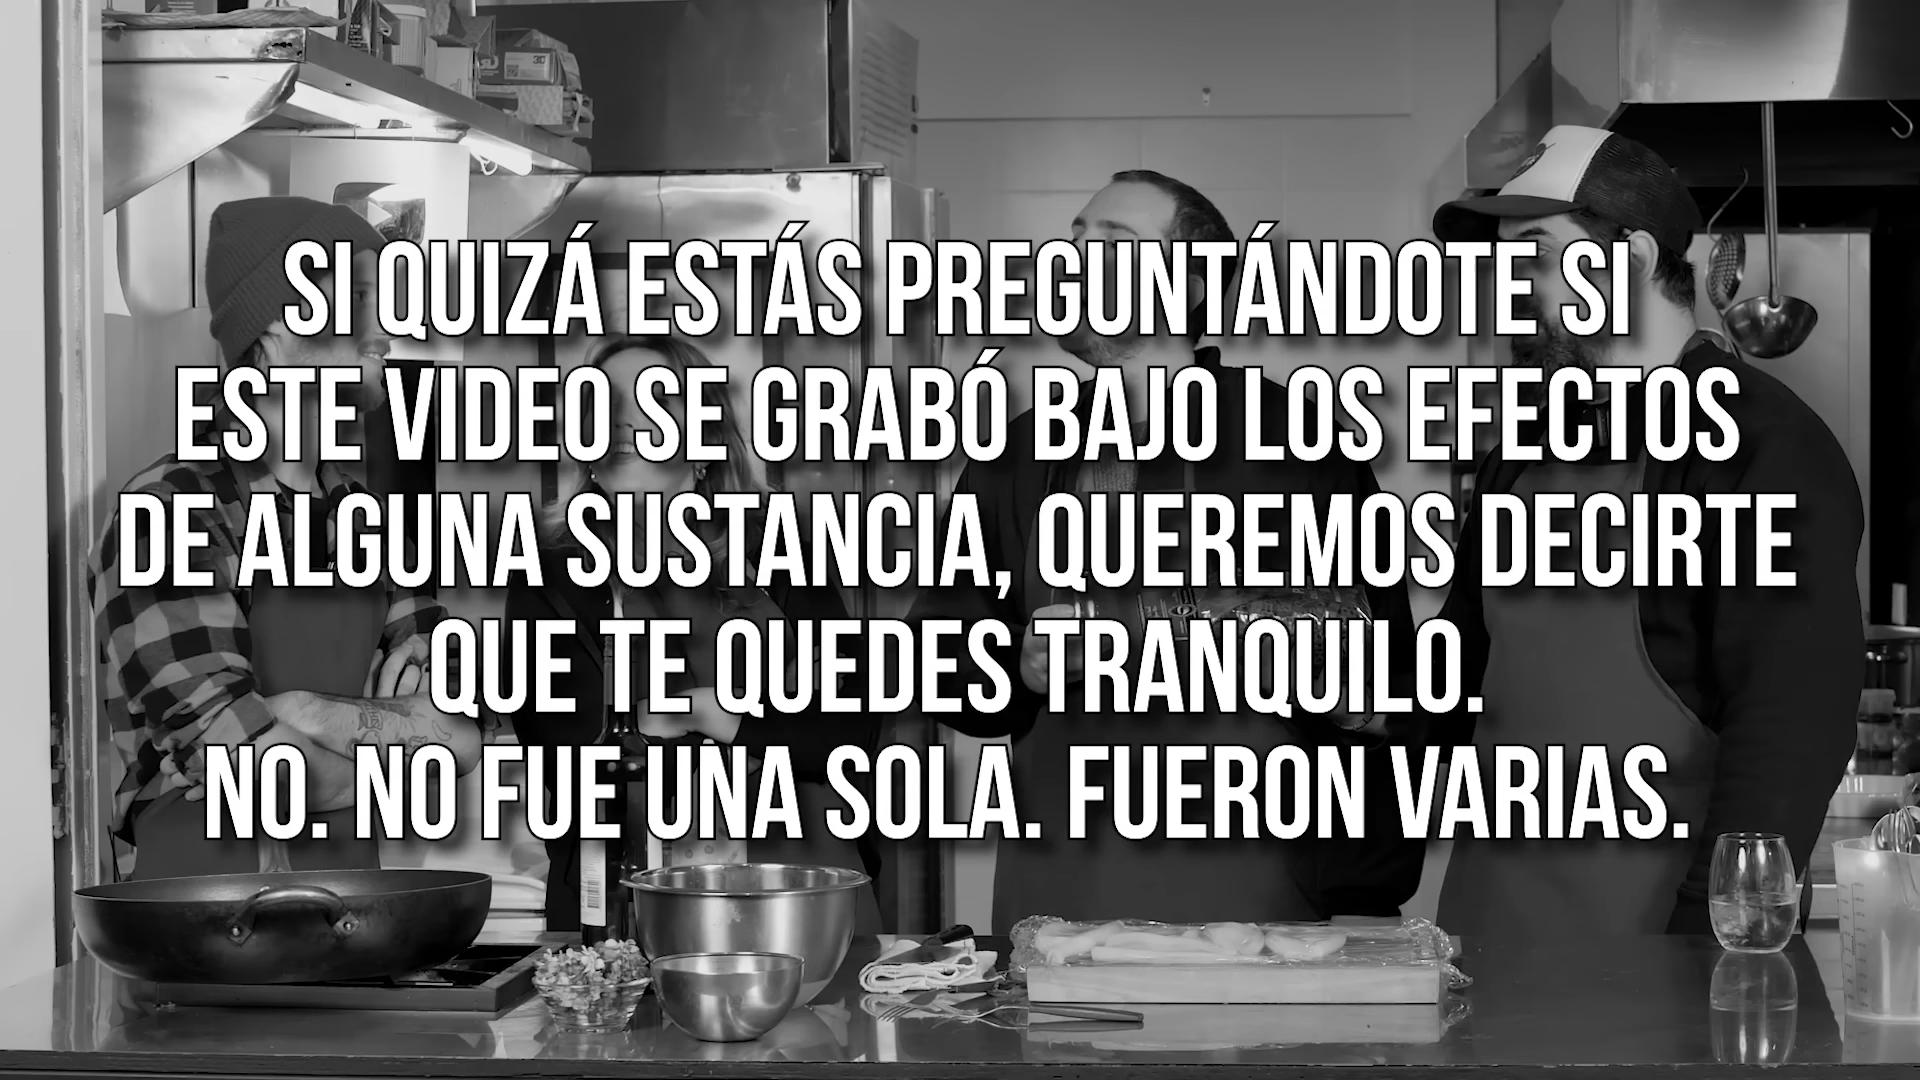 SI QUIZÁ ESTÁS PREGUNTÁNDOTE SI
ESTE VIDEO SE GRABÓ BAJO LOS EFECTOS
DE ALGUNA SUSTANCIA, QUEREMOS DECIRTE
QUE TE QUEDES TRANQUILO.
NO. NO FUE UNA SOLA. FUERON VARIAS.